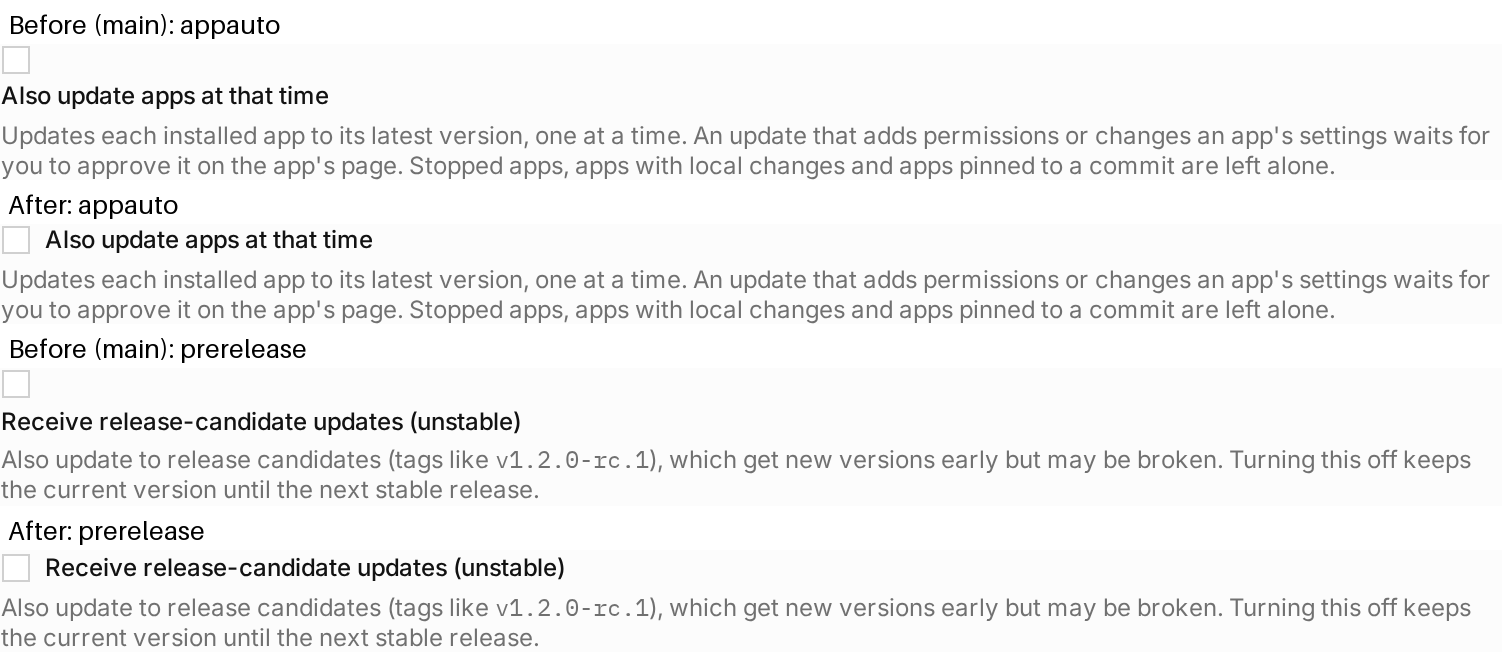 Before (main): appauto
Also update apps at that time
Updates each installed app to its latest version, one at a time. An update that adds permissions or changes an app's settings waits for
you to approve it on the app's page. Stopped apps, apps with local changes and apps pinned to a commit are left alone.
After: appauto
Also update apps at that time
Updates each installed app to its latest version, one at a time. An update that adds permissions or changes an app's settings waits for
you to approve it on the app's page. Stopped apps, apps with local changes and apps pinned to a commit are left alone.
Before (main): prerelease
Receive release-candidate updates (unstable)
Also update to release candidates (tags like v1.2.0-rc.1), which get new versions early but may be broken. Turning this off keeps
the current version until the next stable release.
After: prerelease
Receive release-candidate updates (unstable)
Also update to release candidates (tags like v1.2.0-rc.1), which get new versions early but may be broken. Turning this off keeps
the current version until the next stable release.